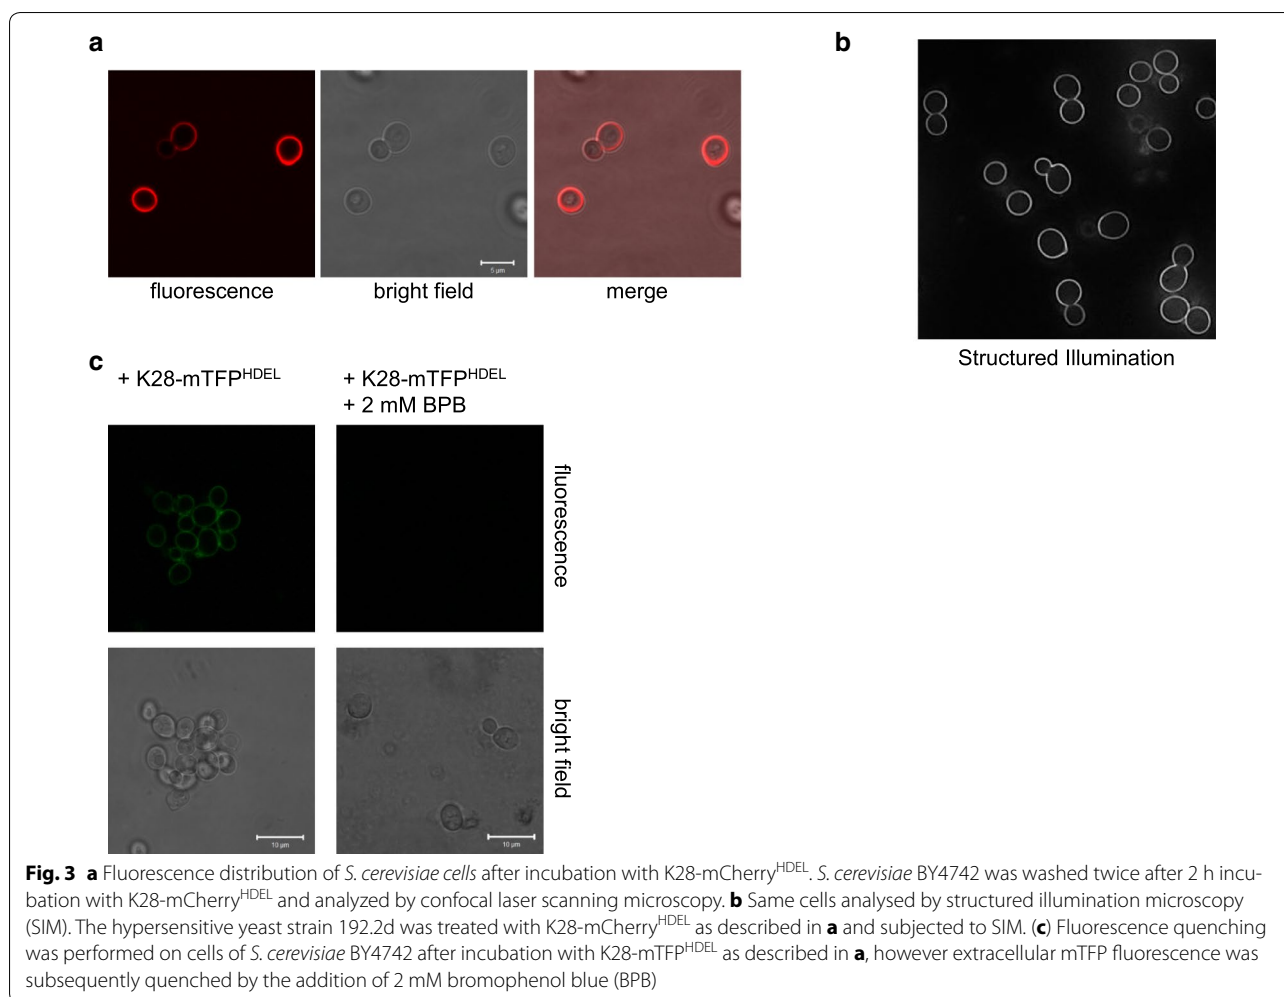 a
b
5 µm
fluorescence bright field merge
Structured Illumination
c
+ K28-mTFPHDEL
+ K28-mTFPHDEL
+ 2 mM BPB
fluorescence
bright field
10 µm
10 µm
Fig. 3 a Fluorescence distribution of S. cerevisiae cells after incubation with K28-mCherryHDEL. S. cerevisiae BY4742 was washed twice after 2 h incu-
bation with K28-mCherryHDEL and analyzed by confocal laser scanning microscopy. b Same cells analysed by structured illumination microscopy
(SIM). The hypersensitive yeast strain 192.2d was treated with K28-mCherryHDEL as described in a and subjected to SIM. (c) Fluorescence quenching
was performed on cells of S. cerevisiae BY4742 after incubation with K28-mTFPHDEL as described in a, however extracellular mTFP fluorescence was
subsequently quenched by the addition of 2 mM bromophenol blue (BPB)